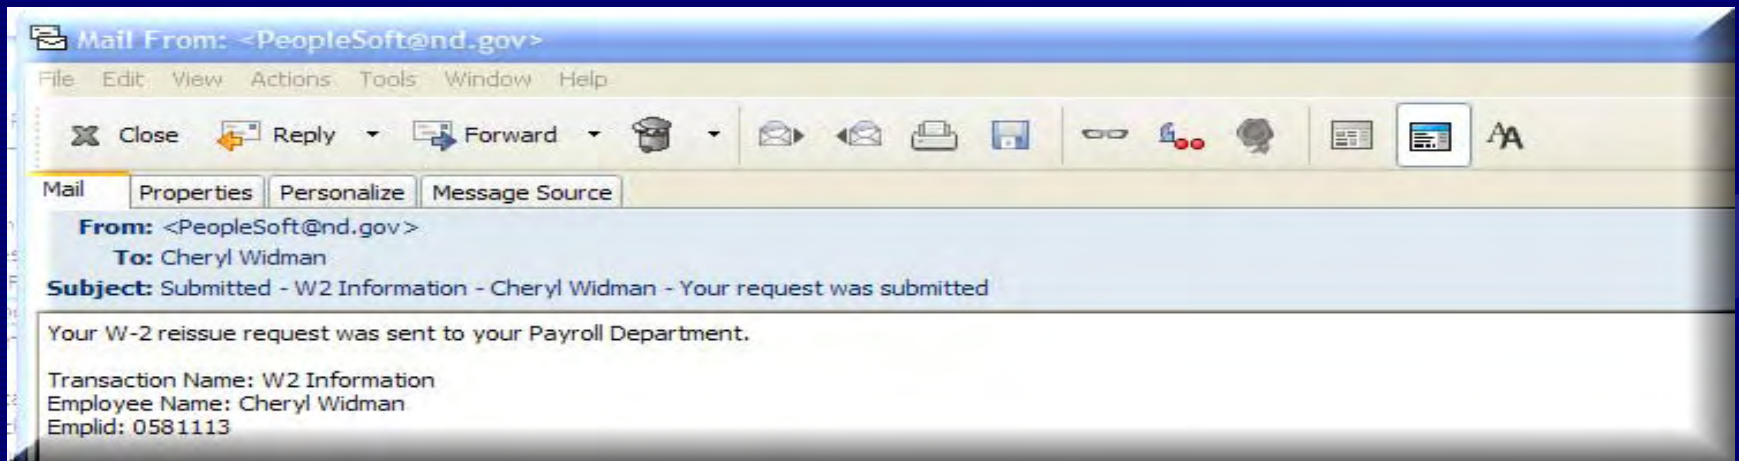 Mail From: <PeopleSoft@nd.gov>
File Edit View Actions Tools Window Help
Close Reply Forward
Mail Properties Personalize Message Source
From: <PeopleSoft@nd.gov>
To: Cheryl Widman
Subject: Submitted - W2 Information - Cheryl Widman - Your request was submitted
Your W-2 reissue request was sent to your Payroll Department.
Transaction Name: W2 Information
Employee Name: Cheryl Widman
Emplid: 0581113